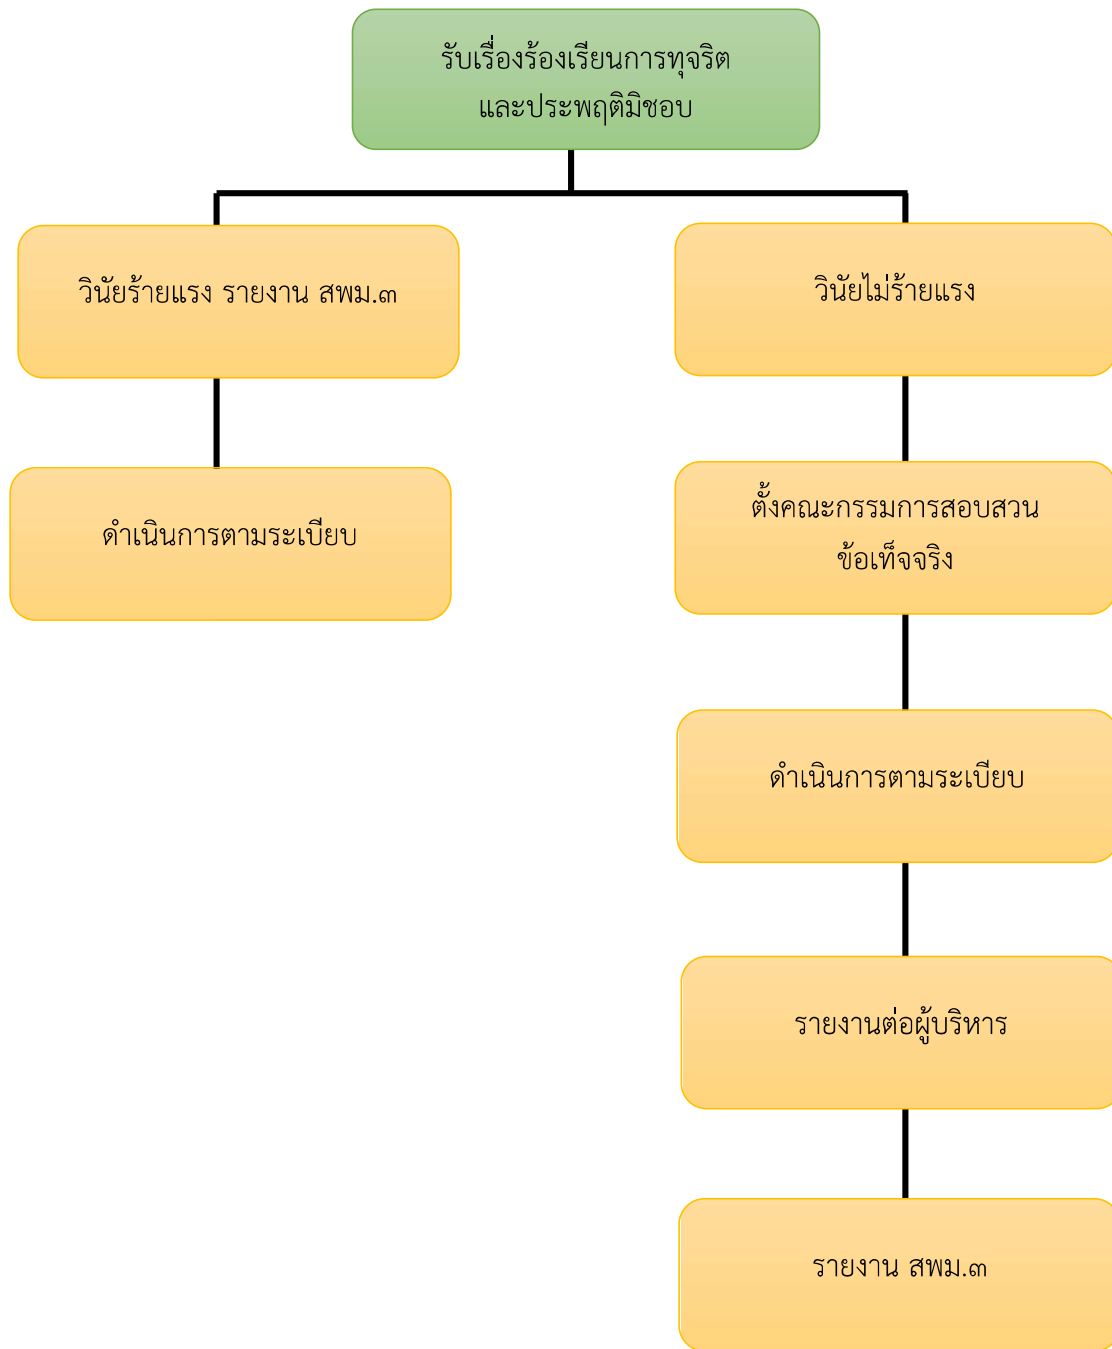 รับเรื่องร้องเรียนการทุจริต
และประพฤติมิชอบ
วินัยร้ายแรง รายงาน สพม.๓
ดำเนินการตามระเบียบ
วินัยไม่ร้ายแรง
ตั้งคณะกรรมการสอบสวน
ข้อเท็จจริง
ดำเนินการตามระเบียบ
รายงานต่อผู้บริหาร
รายงาน สพม.๓